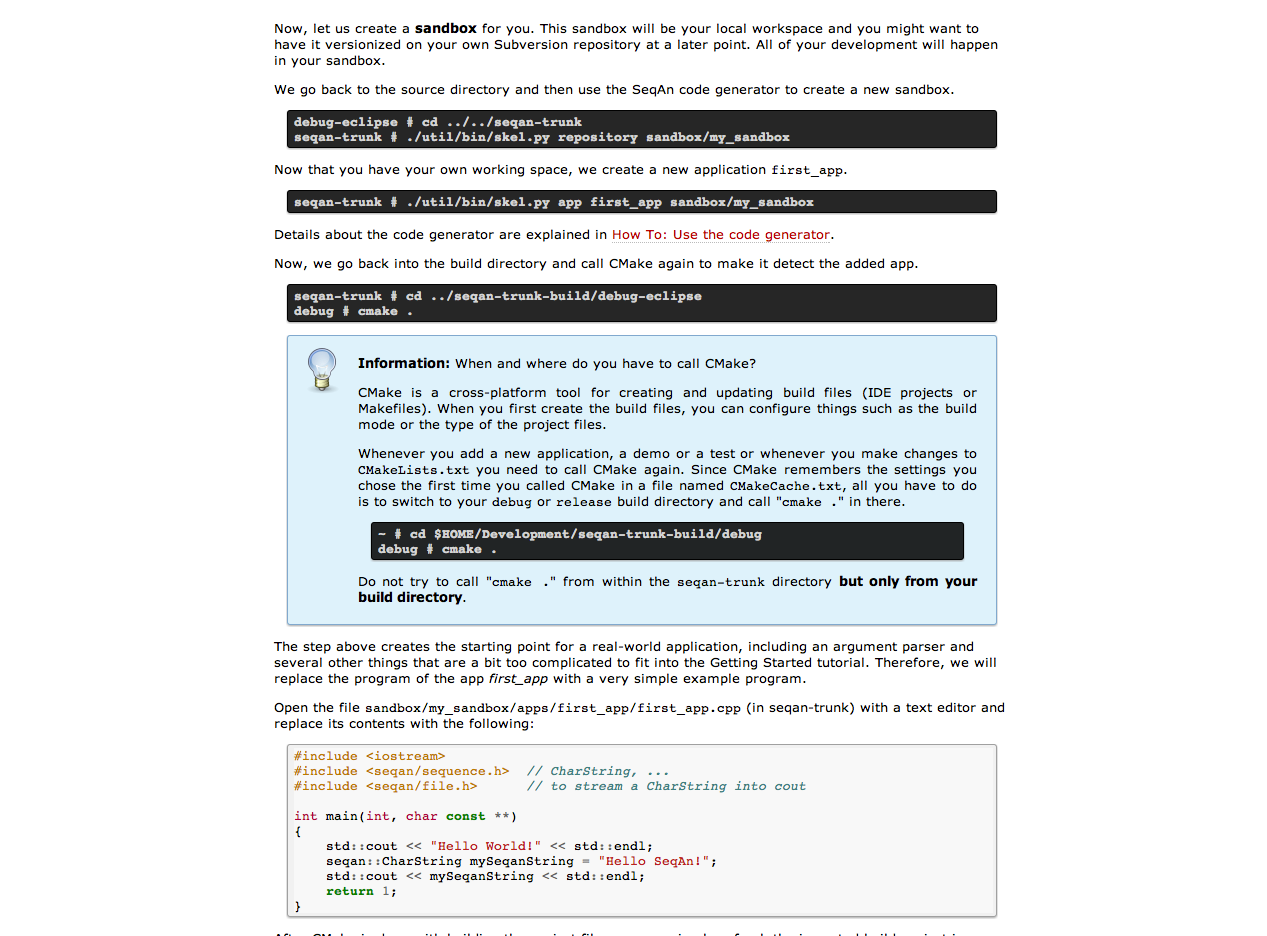 Now, let us create a sandbox for you. This sandbox will be your local workspace and you might want to
have it versionized on your own Subversion repository at a later point. All of your development will happen
in your sandbox.
We go back to the source directory and then use the SeqAn code generator to create a new sandbox.
debug-eclipse # cd ../../seqan-trunk
seqan-trunk # ./util/bin/skel.py repository sandbox/my_sandbox
Now that you have your own working space, we create a new application first_app.
seqan-trunk # ./util/bin/skel.py app first_app sandbox/my_sandbox
Details about the code generator are explained in How To: Use the code generator.
Now, we go back into the build directory and call CMake again to make it detect the added app.
seqan-trunk # cd ../seqan-trunk-build/debug-eclipse
debug # cmake .
Information: When and where do you have to call CMake?
CMake is a cross-platform tool for creating and updating build files (IDE projects or
Makefiles). When you first create the build files, you can configure things such as the build
mode or the type of the project files.
Whenever you add a new application, a demo or a test or whenever you make changes to
CMakeLists.txt you need to call CMake again. Since CMake remembers the settings you
chose the first time you called CMake in a file named CMakeCache.txt, all you have to do
is to switch to your debug or release build directory and call "cmake ." in there.
~ # cd $HOME/Development/seqan-trunk-build/debug
debug # cmake .
Do not try to call "cmake ." from within the seqan-trunk directory but only from your
build directory.
The step above creates the starting point for a real-world application, including an argument parser and
several other things that are a bit too complicated to fit into the Getting Started tutorial. Therefore, we will
replace the program of the app first_app with a very simple example program.
Open the file sandbox/my_sandbox/apps/first_app/first_app.cpp (in seqan-trunk) with a text editor and
replace its contents with the following:
#include <iostream>
#include <seqan/sequence.h>  // CharString, ...
#include <seqan/file.h>      // to stream a CharString into cout
int main(int, char const **)
{
    std::cout << "Hello World!" << std::endl;
    seqan::CharString mySeqanString = "Hello SeqAn!";
    std::cout << mySeqanString << std::endl;
    return 1;
}